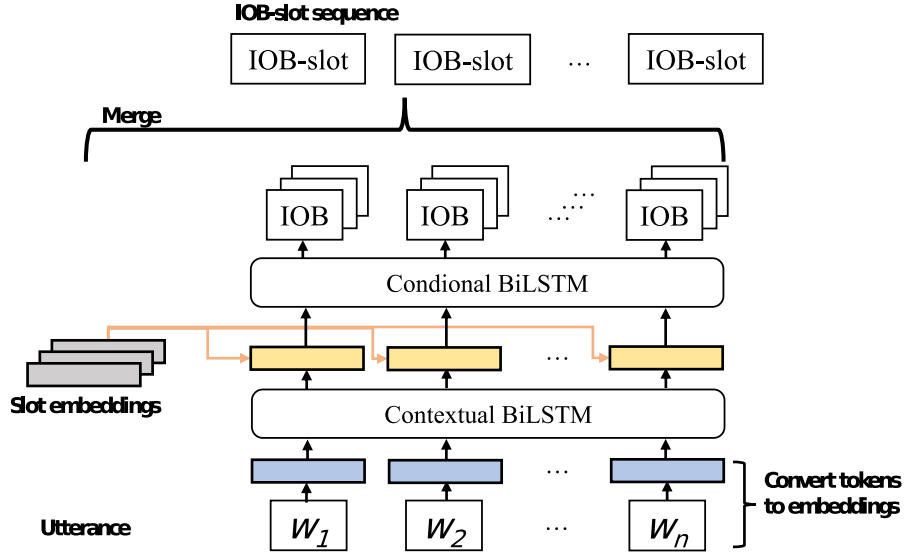 IOB-slot sequence
IOB-slot IOB-slot ... IOB-slot
Merge
IOB IOB ... ... ... IOB
Condional BiLSTM
...
Slot embeddings
Contextual BiLSTM
...
Convert tokens
to embeddings
Utterance w1 w2 ... wn